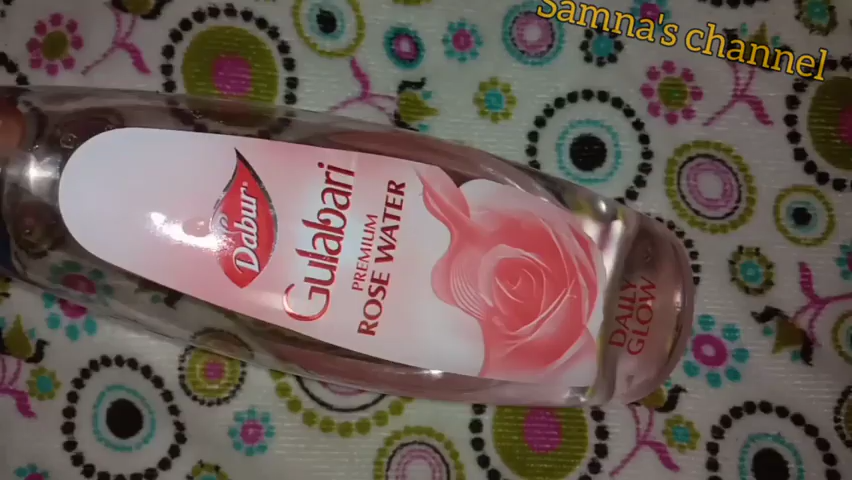 Samna's channel
Dabur
Gulabari
PREMIUM
ROSE WATER
DAILY
GLOW